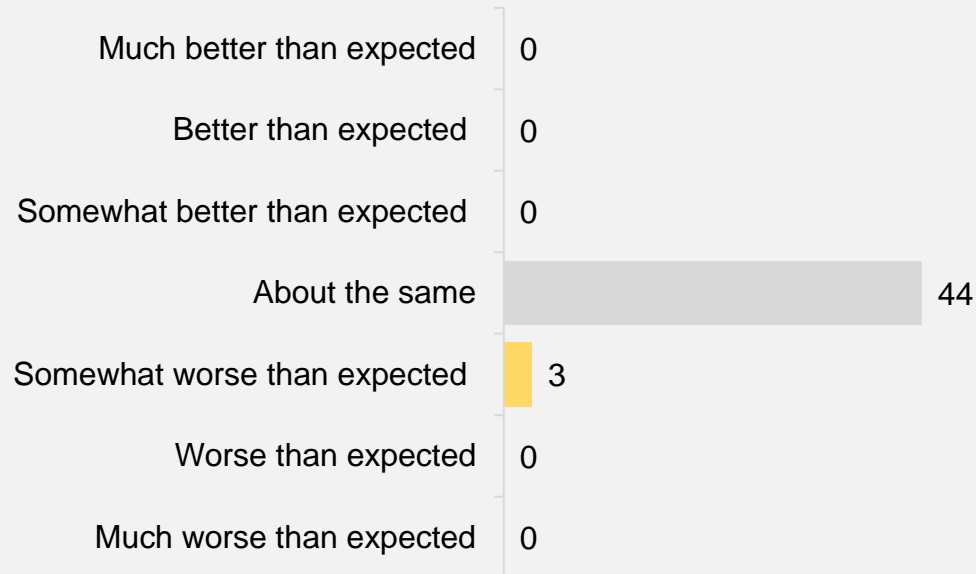 Much better than expected 0
Better than expected 0
Somewhat better than expected 0
About the same 44
Somewhat worse than expected 3
Worse than expected 0
Much worse than expected 0